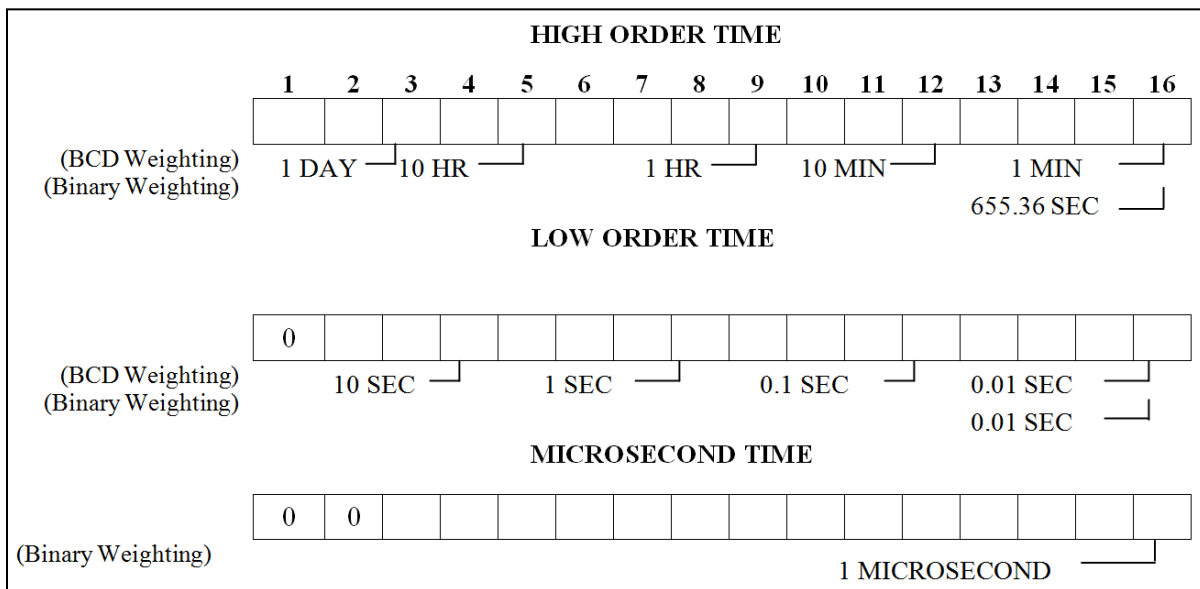 HIGH ORDER TIME
1 2 3 4 5 6 7 8 9 10 11 12 13 14 15 16
(BCD Weighting) 1 DAY 10 HR 1 HR 10 MIN 1 MIN
(Binary Weighting)
655.36 SEC
LOW ORDER TIME
0
(BCD Weighting) 10 SEC 1 SEC 0.1 SEC 0.01 SEC
(Binary Weighting)
0.01 SEC
MICROSECOND TIME
0 0
(Binary Weighting)
1 MICROSECOND